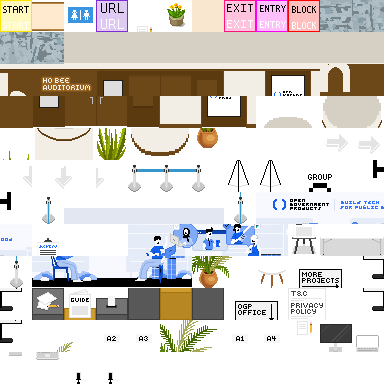 START
URL
URL
EXIT
ENTRY
BLOCK
EXIT
ENTRY
BLOCK
HO BEE
AUDITORIUM
GROUP
OPEN
GOVERNMENT
PRODUCTS
BUILD TECH
FOR PUBLIC
MORE
PROJECTS
GUIDE
T&C
PRIVACY
POLICY
OGP
OFFICE
A2
A3
A1
A4